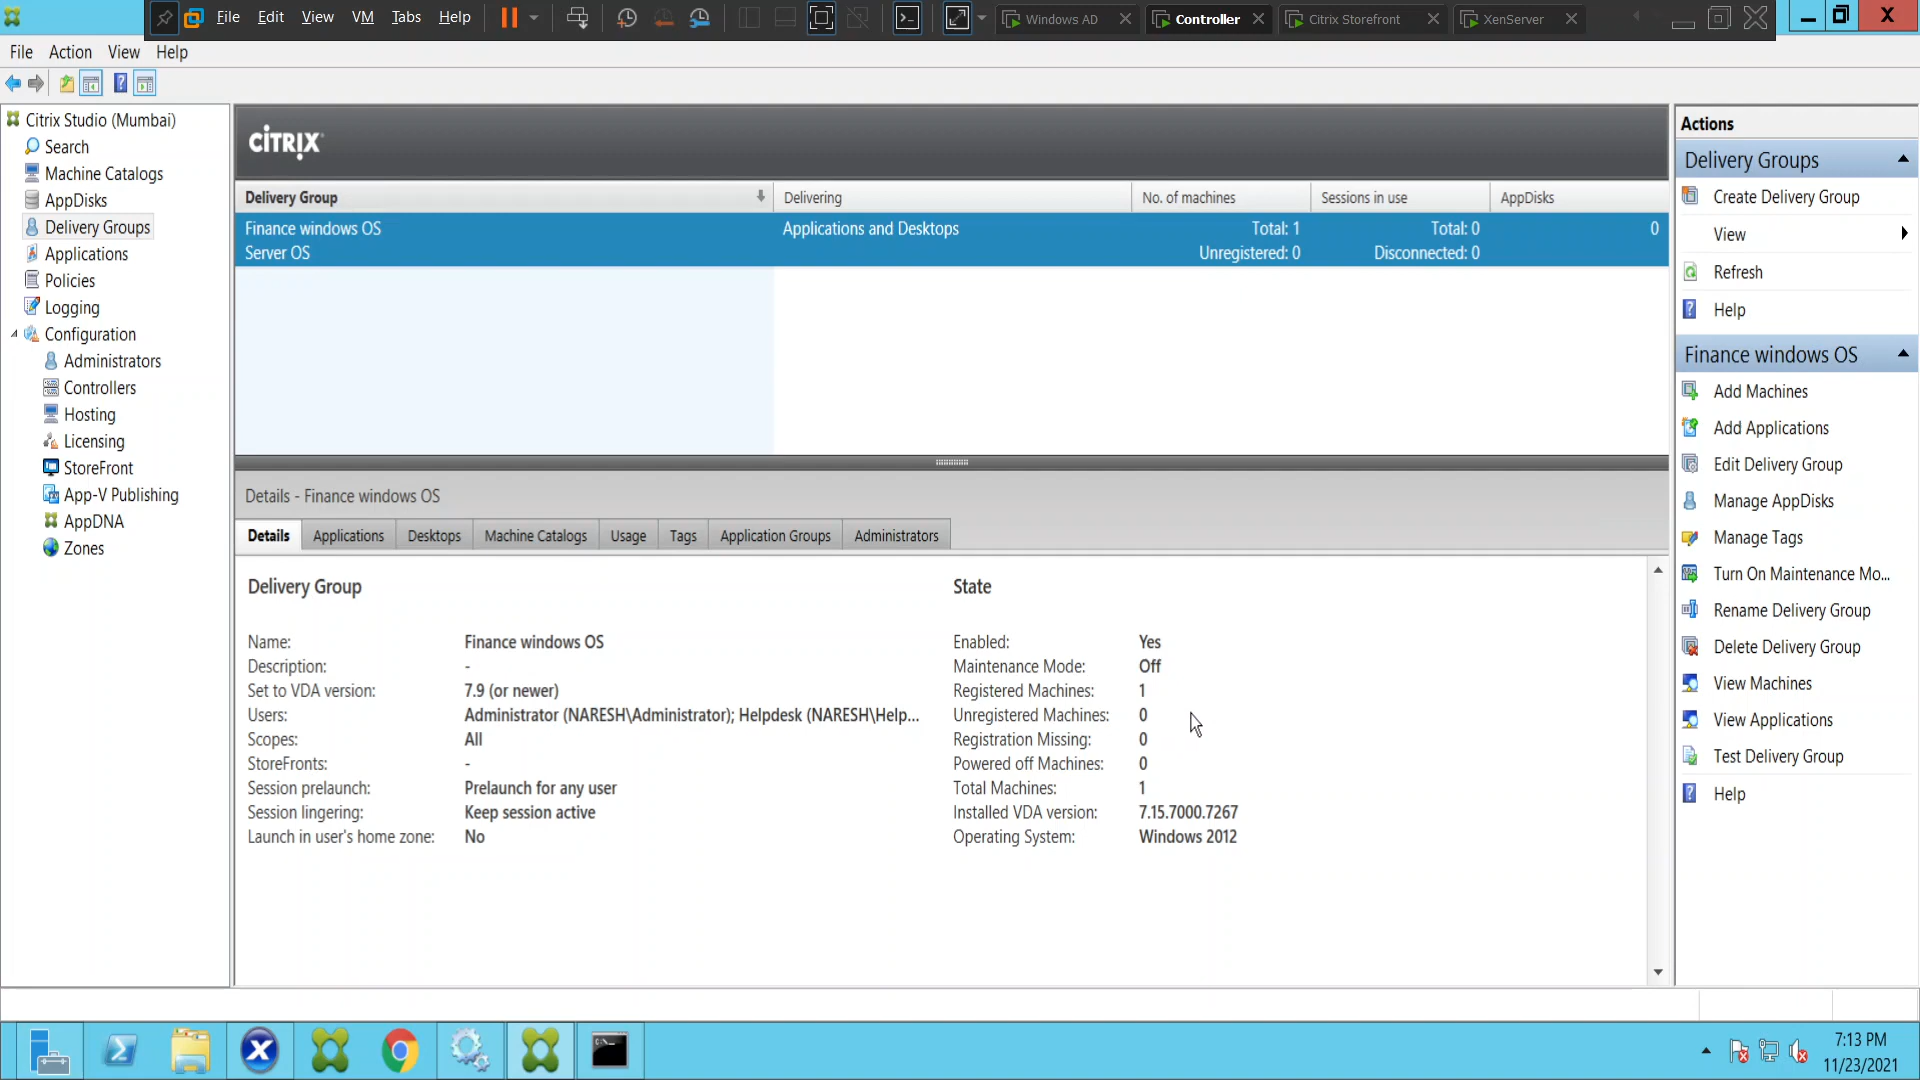 File Edit View VM Tabs Help
Windows AD
Controller
Citrix Storefront
XenServer
File Action View Help
Citrix Studio (Mumbai)
Search
Machine Catalogs
AppDisks
Delivery Groups
Applications
Policies
Logging
Configuration
Administrators
Controllers
Hosting
Licensing
StoreFront
App-V Publishing
AppDNA
Zones
CİTRIX
Delivery Group Delivering No. of machines Sessions in use AppDisks
Finance windows OS Applications and Desktops Total: 1 Total: 0 0
Server OS Unregistered: 0 Disconnected: 0
Details - Finance windows OS
Details Applications Desktops Machine Catalogs Usage Tags Application Groups Administrators
Delivery Group
Name: Finance windows OS
Description: -
Set to VDA version: 7.9 (or newer)
Users: Administrator (NARESH\Administrator); Helpdesk (NARESH\Help...
Scopes: All
StoreFronts: -
Session prelaunch: Prelaunch for any user
Session lingering: Keep session active
Launch in user's home zone: No
State
Enabled: Yes
Maintenance Mode: Off
Registered Machines: 1
Unregistered Machines: 0
Registration Missing: 0
Powered off Machines: 0
Total Machines: 1
Installed VDA version: 7.15.7000.7267
Operating System: Windows 2012
Actions
Delivery Groups
Create Delivery Group
View
Refresh
Help
Finance windows OS
Add Machines
Add Applications
Edit Delivery Group
Manage AppDisks
Manage Tags
Turn On Maintenance Mo...
Rename Delivery Group
Delete Delivery Group
View Machines
View Applications
Test Delivery Group
Help
7:13 PM
11/23/2021